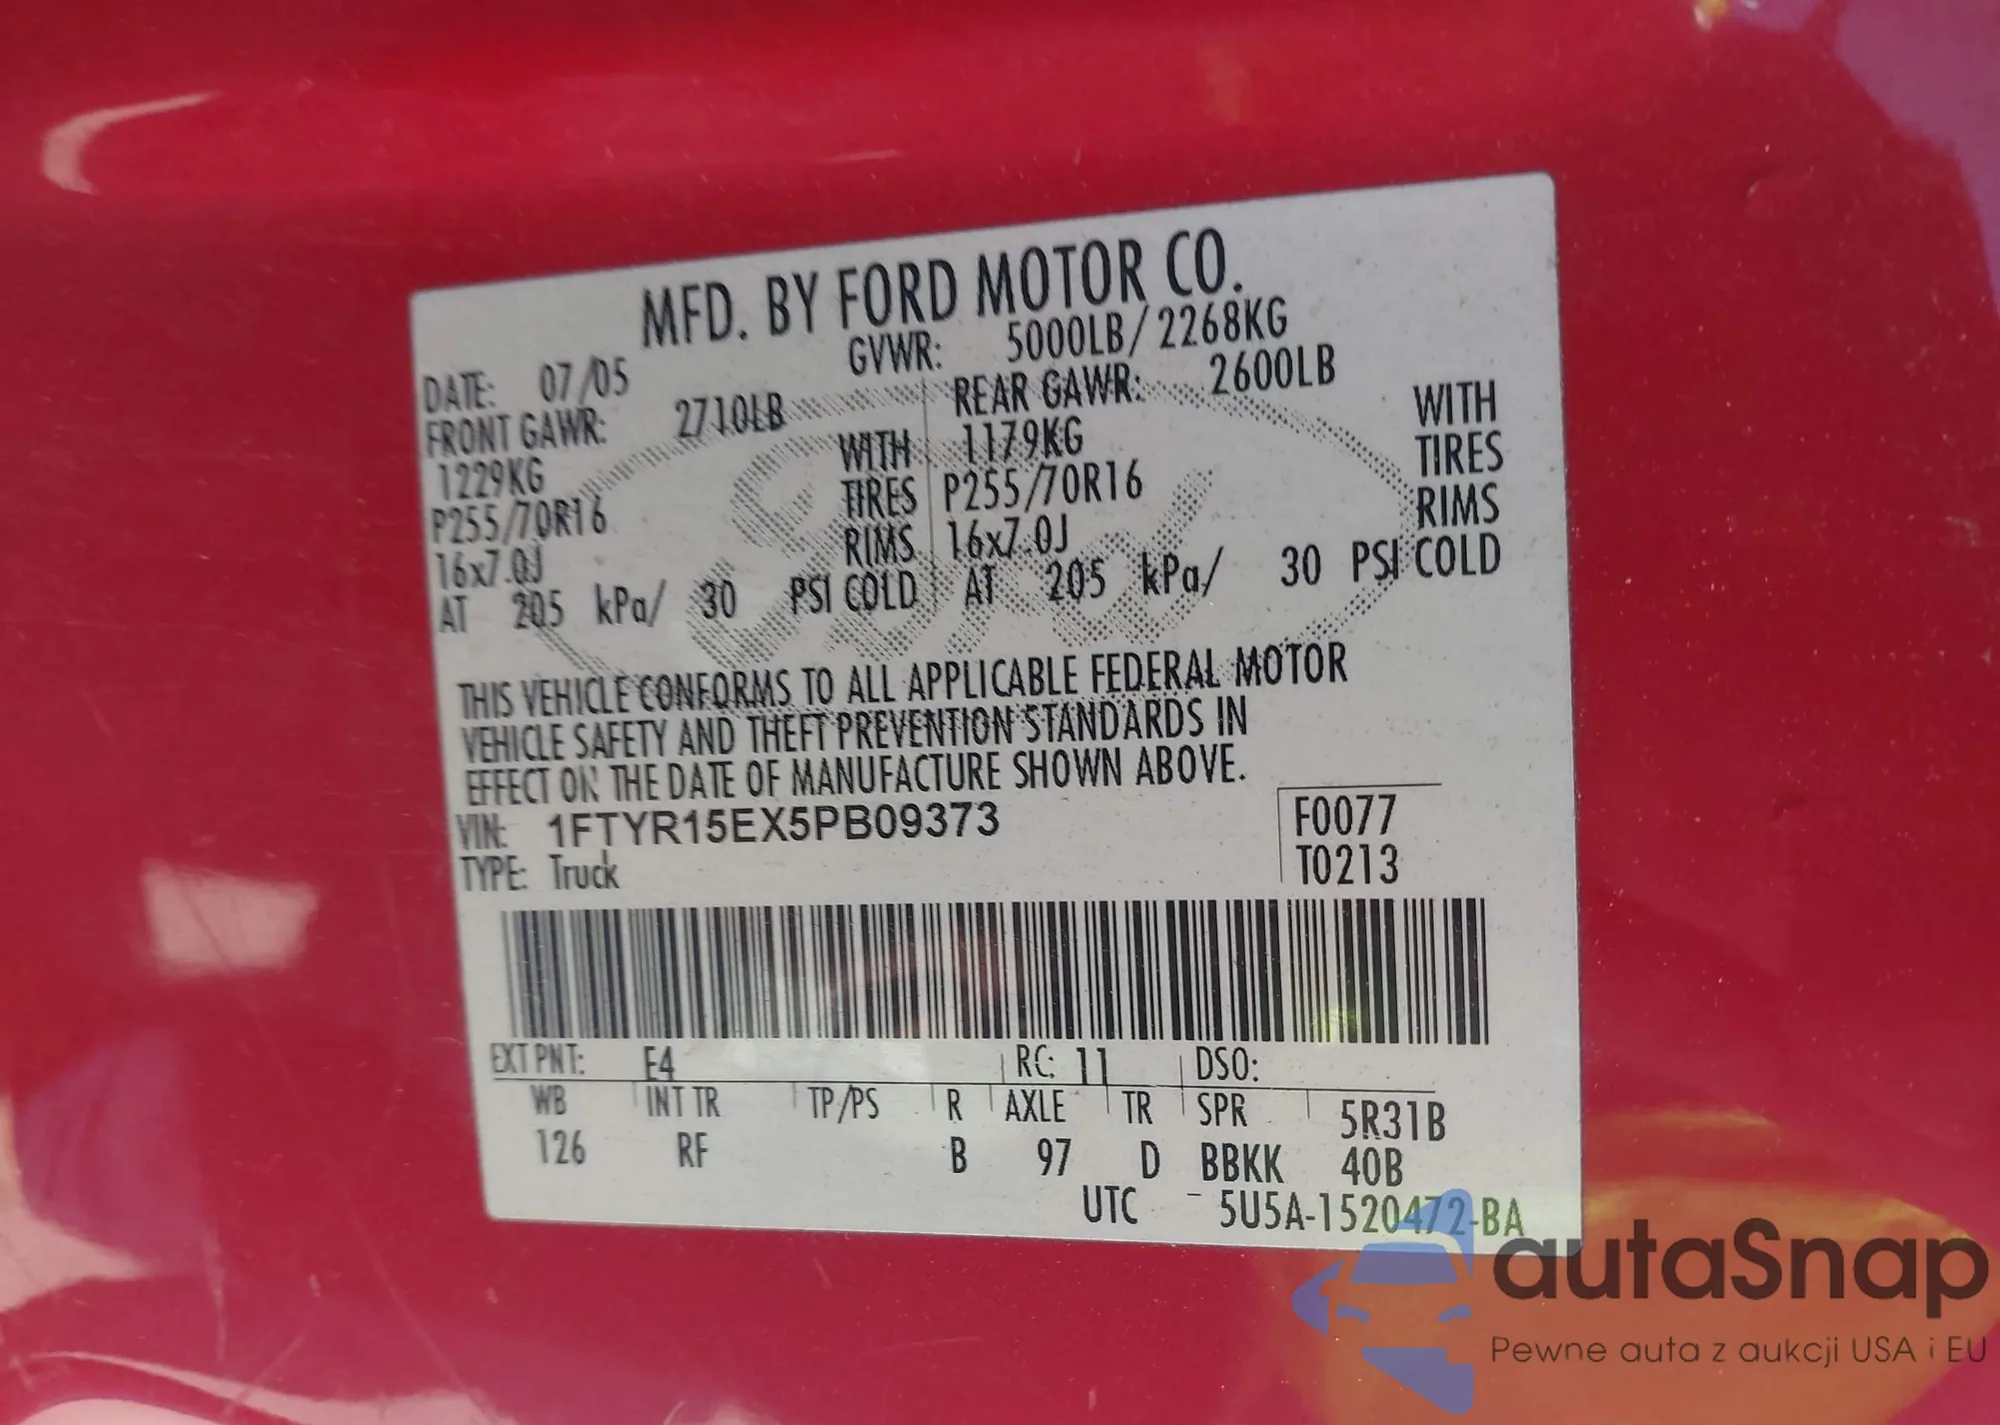 MFD. BY FORD MOTOR CO.
DATE: 07/05 GVWR: 5000LB/2268KG
FRONT GAWR: 2710LB REAR GAWR: 2600LB
1229KG WITH 1179KG WITH
P255/70R16 TIRES P255/70R16 TIRES
16x7.0J RIMS 16x7.0J RIMS
AT 205 kPa/ 30 PSI COLD AT 205 kPa/ 30 PSI COLD
Ford
THIS VEHICLE CONFORMS TO ALL APPLICABLE FEDERAL MOTOR
VEHICLE SAFETY AND THEFT PREVENTION STANDARDS IN
EFFECT ON THE DATE OF MANUFACTURE SHOWN ABOVE.
VIN: 1FTYR15EX5PB09373 F0077
TYPE: Truck T0213
EXT PNT: E4 RC: 11 DSO:
WB INT TR TP/PS R AXLE TR SPR 5R31B
126 RF B 97 D BBKK 40B
UTC - 5U5A-1520472-BA
autaSnap
Pewne auta z aukcji USA i EU